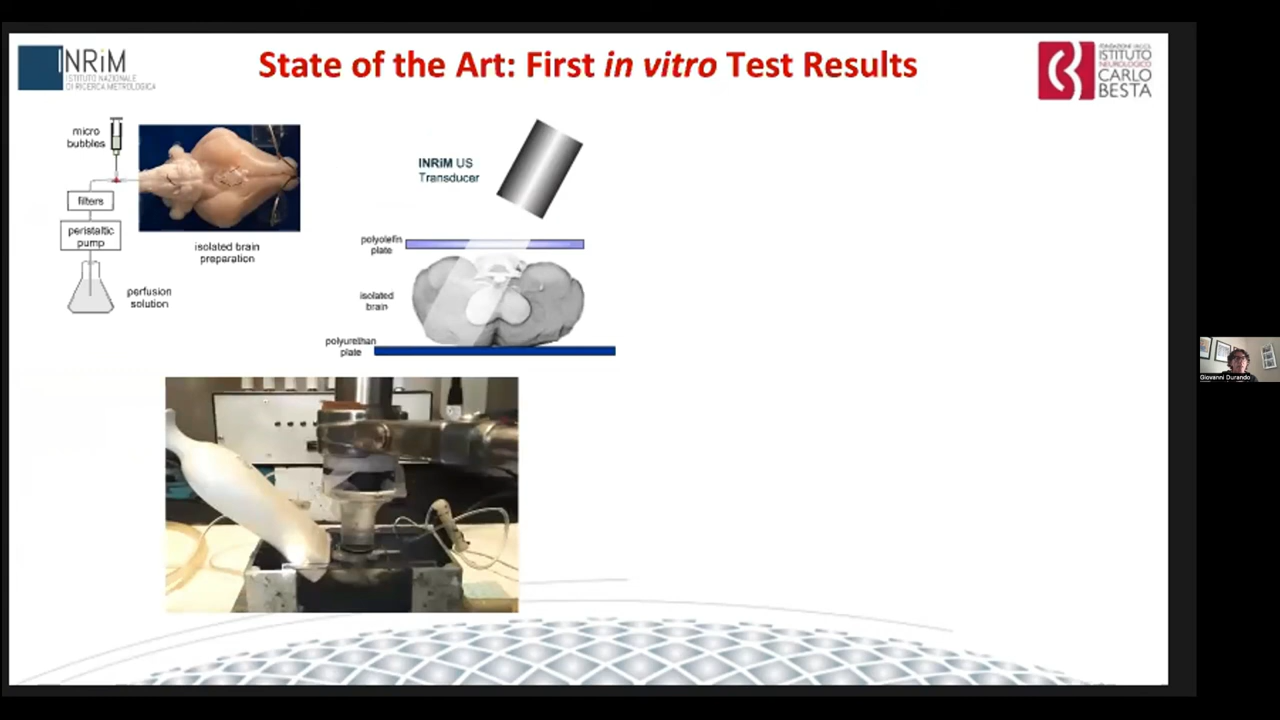 INRiM
ISTITUTO NAZIONALE
DI RICERCA METROLOGICA
State of the Art: First in vitro Test Results
FONDAZIONE I.R.C.C.S.
ISTITUTO
NEUROLOGICO
CARLO
BESTA
micro
bubbles
filters
peristaltic
pump
perfusion
solution
isolated brain
preparation
INRiM US
Transducer
polyolefin
plate
isolated
brain
polyurethan
plate
Giovanni Durando